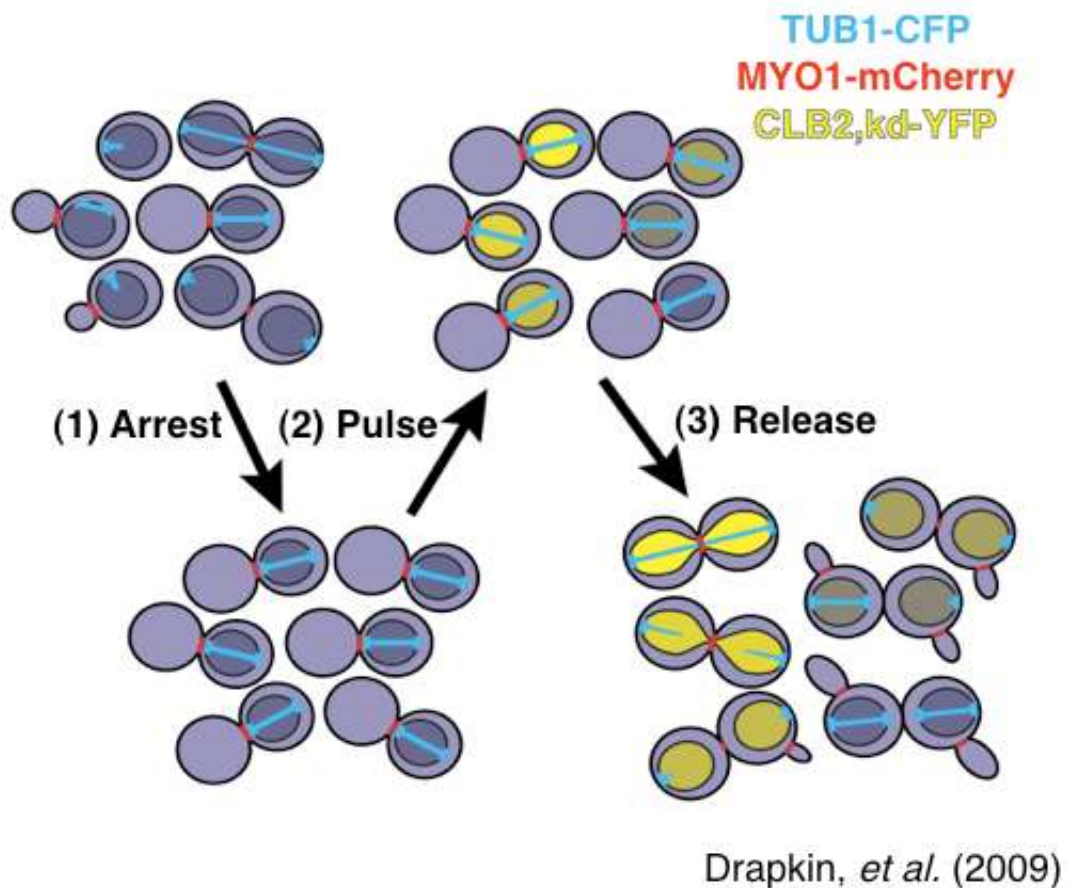 TUB1-CFP
MYO1-mCherry
CLB2,kd-YFP
(1) Arrest
(2) Pulse
(3) Release
Drapkin, et al. (2009)